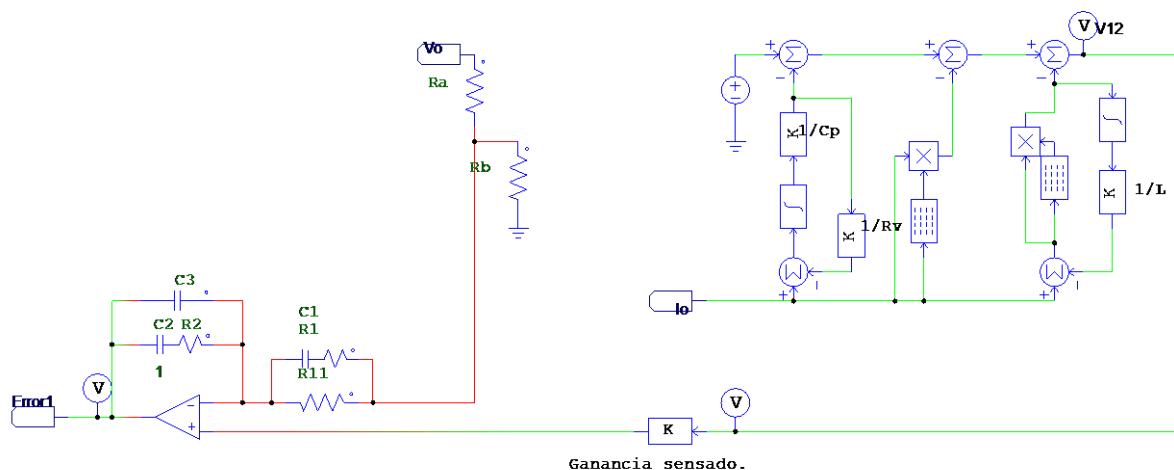 Vo
V
V12
Ra
K
1/Cp
Rb
K
1/L
K
1/Rv
Io
C3
C1
C2
R2
R1
R11
1
Error1
V
V
K
Ganancia sensado.